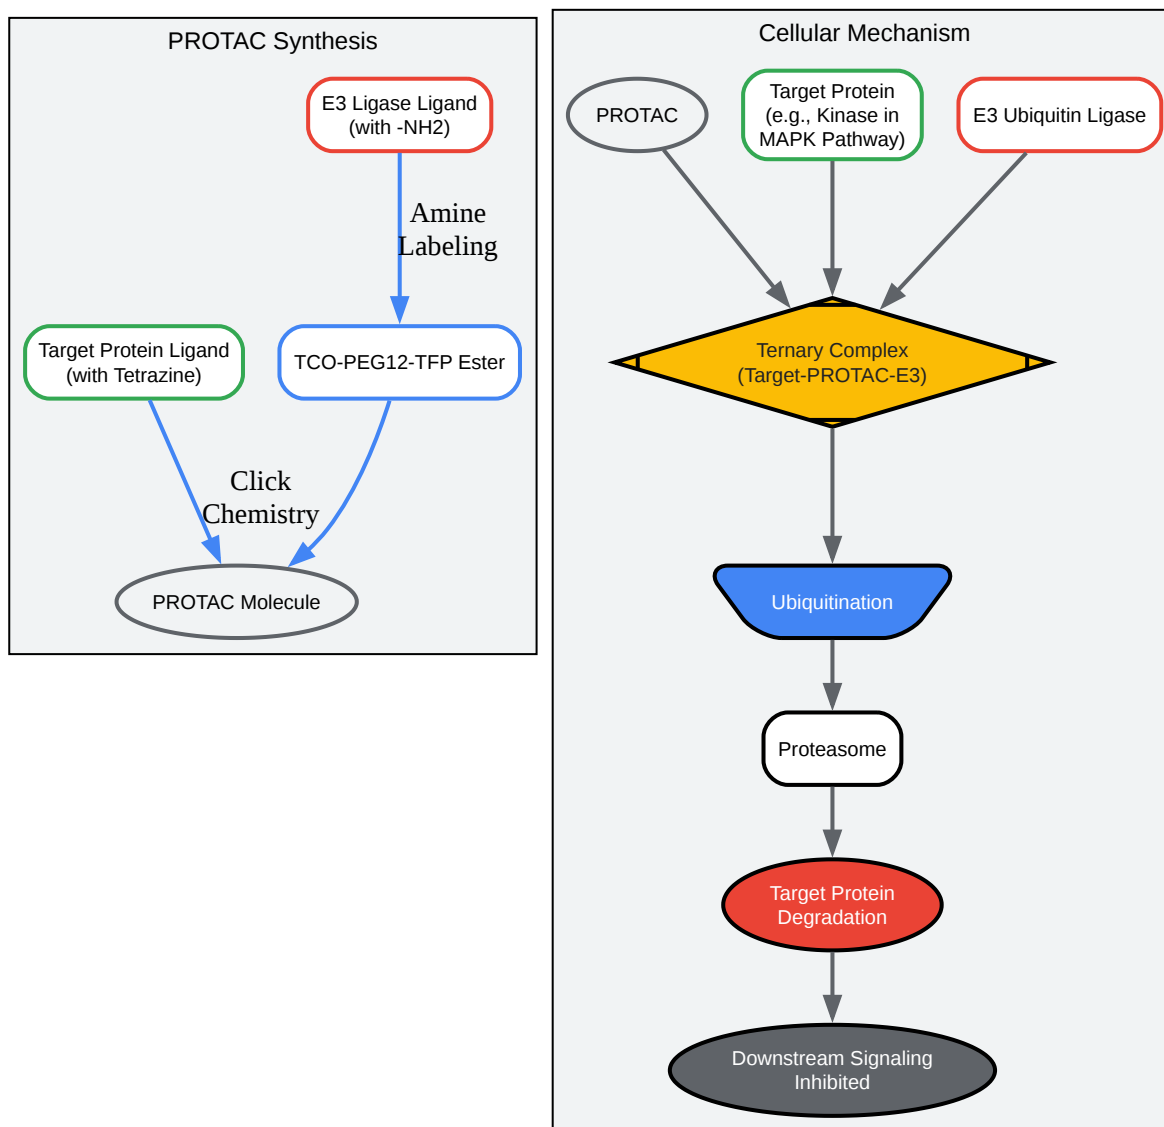 PROTAC Synthesis
E3 Ligase Ligand
(with -NH2)
Amine
Labeling
Target Protein Ligand
(with Tetrazine)
TCO-PEG12-TFP Ester
Click
Chemistry
PROTAC Molecule
Cellular Mechanism
PROTAC
Target Protein
(e.g., Kinase in
MAPK Pathway)
E3 Ubiquitin Ligase
Ternary Complex
(Target-PROTAC-E3)
Ubiquitination
Proteasome
Target Protein
Degradation
Downstream Signaling
Inhibited